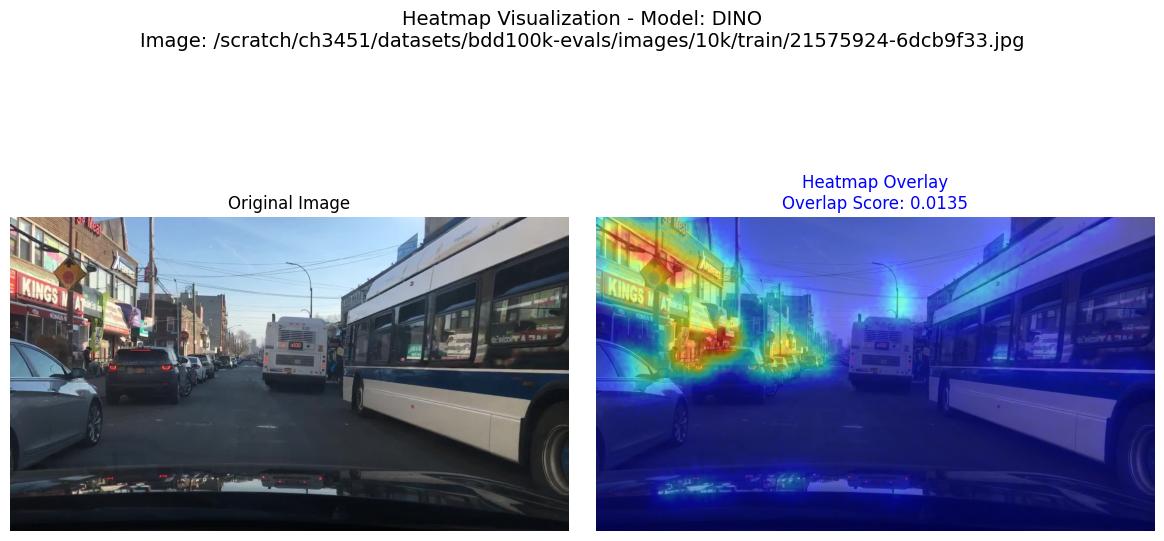 Heatmap Visualization - Model: DINO
Image: /scratch/ch3451/datasets/bdd100k-evals/images/10k/train/21575924-6dcb9f33.jpg
Original Image
Heatmap Overlay
Overlap Score: 0.0135
KINGS
KINGS